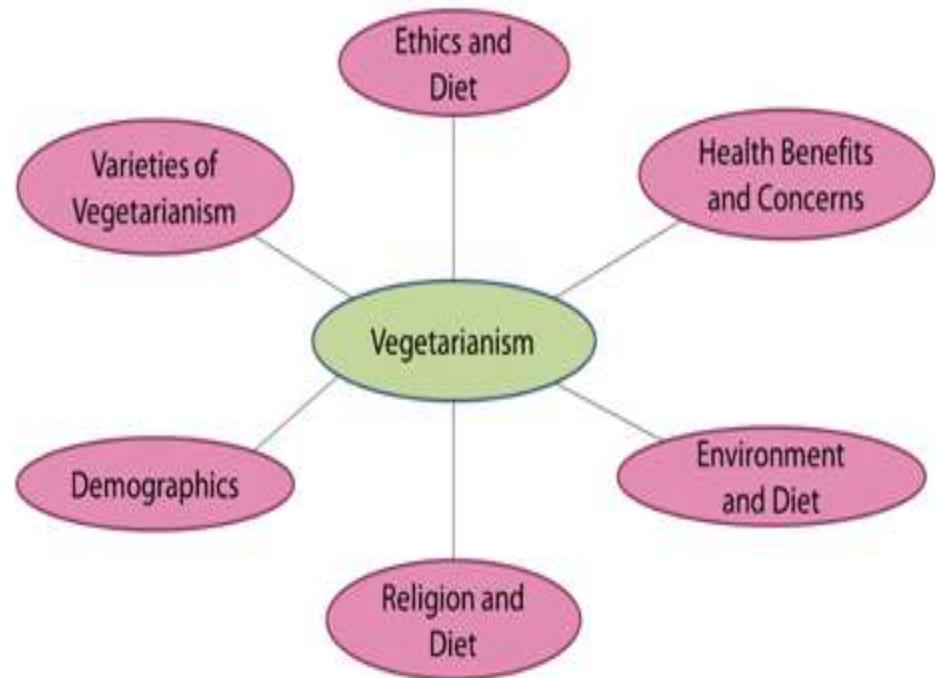 Ethics and
Diet
Varieties of
Vegetarianism
Health Benefits
and Concerns
Vegetarianism
Demographics
Environment
and Diet
Religion and
Diet